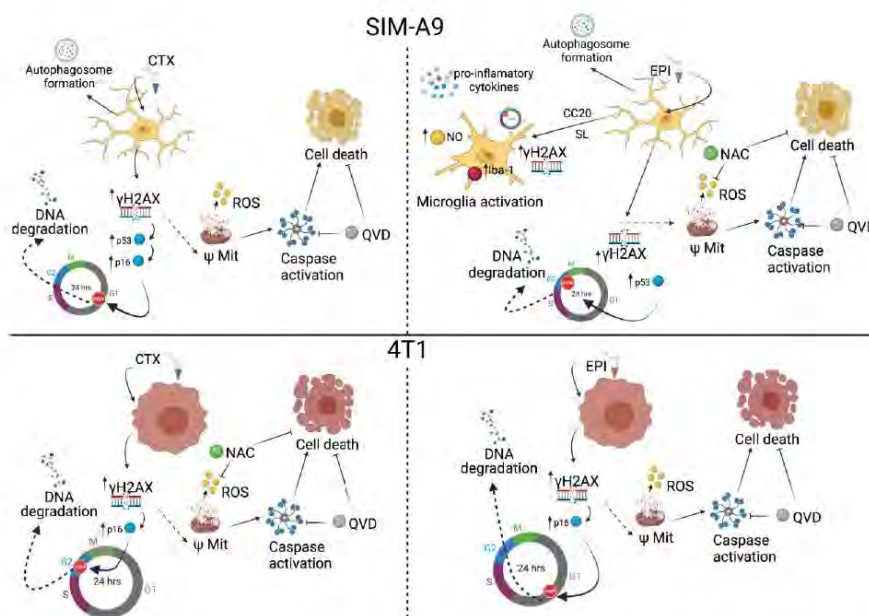 SIM-A9
CTX
Autophagosome
formation
Cell death
DNA
degradation
↑γH2AX
↑p53
↑p16
ROS
ψ Mit
Caspase
activation
QVD
M
G2
S
G1
24 hrs
Autophagosome
formation
EPI
pro-inflamatory
cytokines
CC20
SL
↑NO
↑Iba-1
↑γH2AX
Microglia activation
NAC
Cell death
ROS
ψ Mit
Caspase
activation
QVD
DNA
degradation
↑γH2AX
↑p53
M
G2
S
G1
24 hrs
4T1
CTX
NAC
Cell death
DNA
degradation
↑γH2AX
↑p16
ROS
ψ Mit
Caspase
activation
QVD
M
G2
S
G1
24 hrs
EPI
DNA
degradation
Cell death
↑γH2AX
↑p16
ROS
ψ Mit
Caspase
activation
QVD
M
G2
S
G1
24 hrs